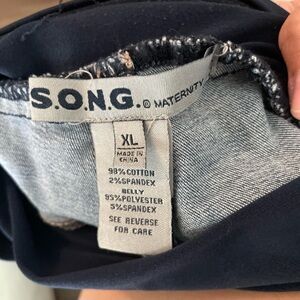 S.O.N.G.® MATERNITY
XL
MADE IN
CHINA
98% COTTON
2% SPANDEX
BELLY
95% POLYESTER
5% SPANDEX
SEE REVERSE
FOR CARE